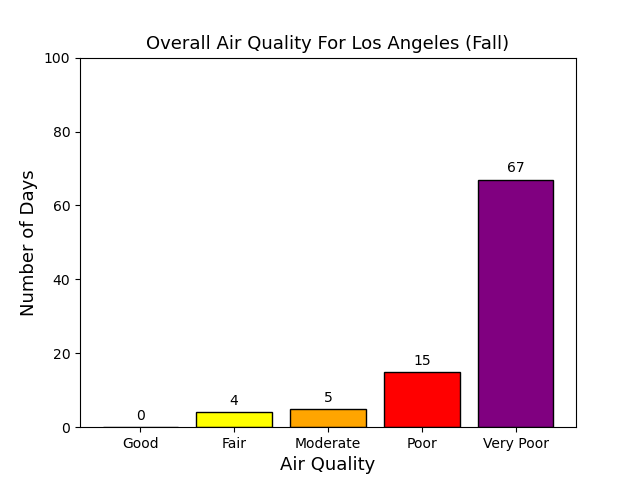 Overall Air Quality For Los Angeles (Fall)
100
80
60
40
20
0
Number of Days
0
4
5
15
67
Good
Fair
Moderate
Poor
Very Poor
Air Quality